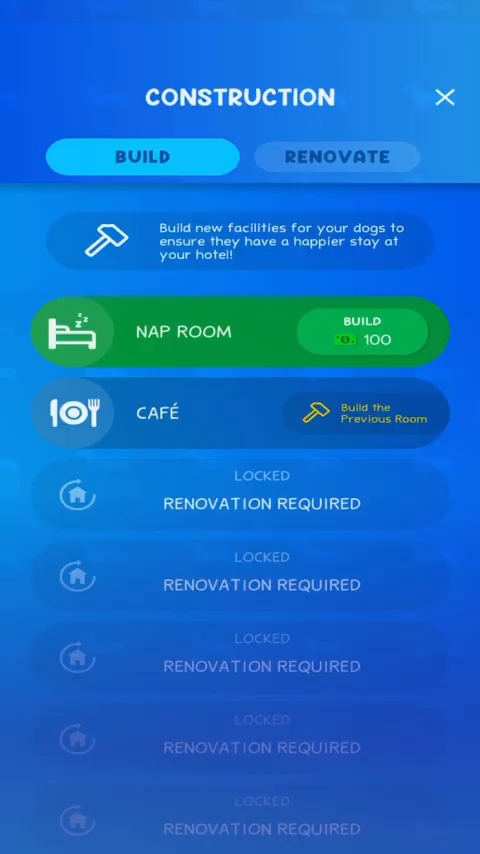 CONSTRUCTION
BUILD
RENOVATE
Build new facilities for your dogs to
ensure they have a happier stay at
your hotel!
NAP ROOM
BUILD
100
CAFÉ
Build the
Previous Room
LOCKED
RENOVATION REQUIRED
LOCKED
RENOVATION REQUIRED
LOCKED
RENOVATION REQUIRED
LOCKED
RENOVATION REQUIRED
LOCKED
RENOVATION REQUIRED